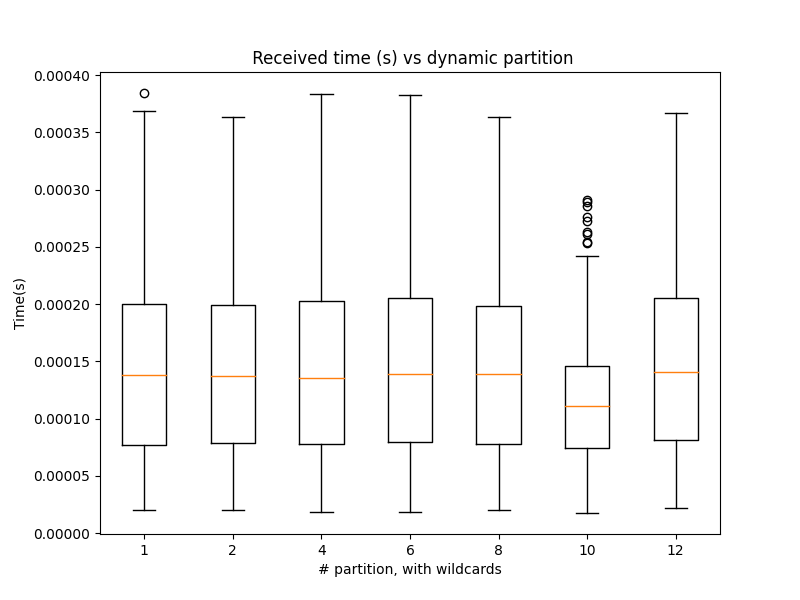 Received time (s) vs dynamic partition
0.00040
0.00035
0.00030
0.00025
0.00020
0.00015
0.00010
0.00005
0.00000
Time(s)
1 2 4 6 8 10 12
# partition, with wildcards